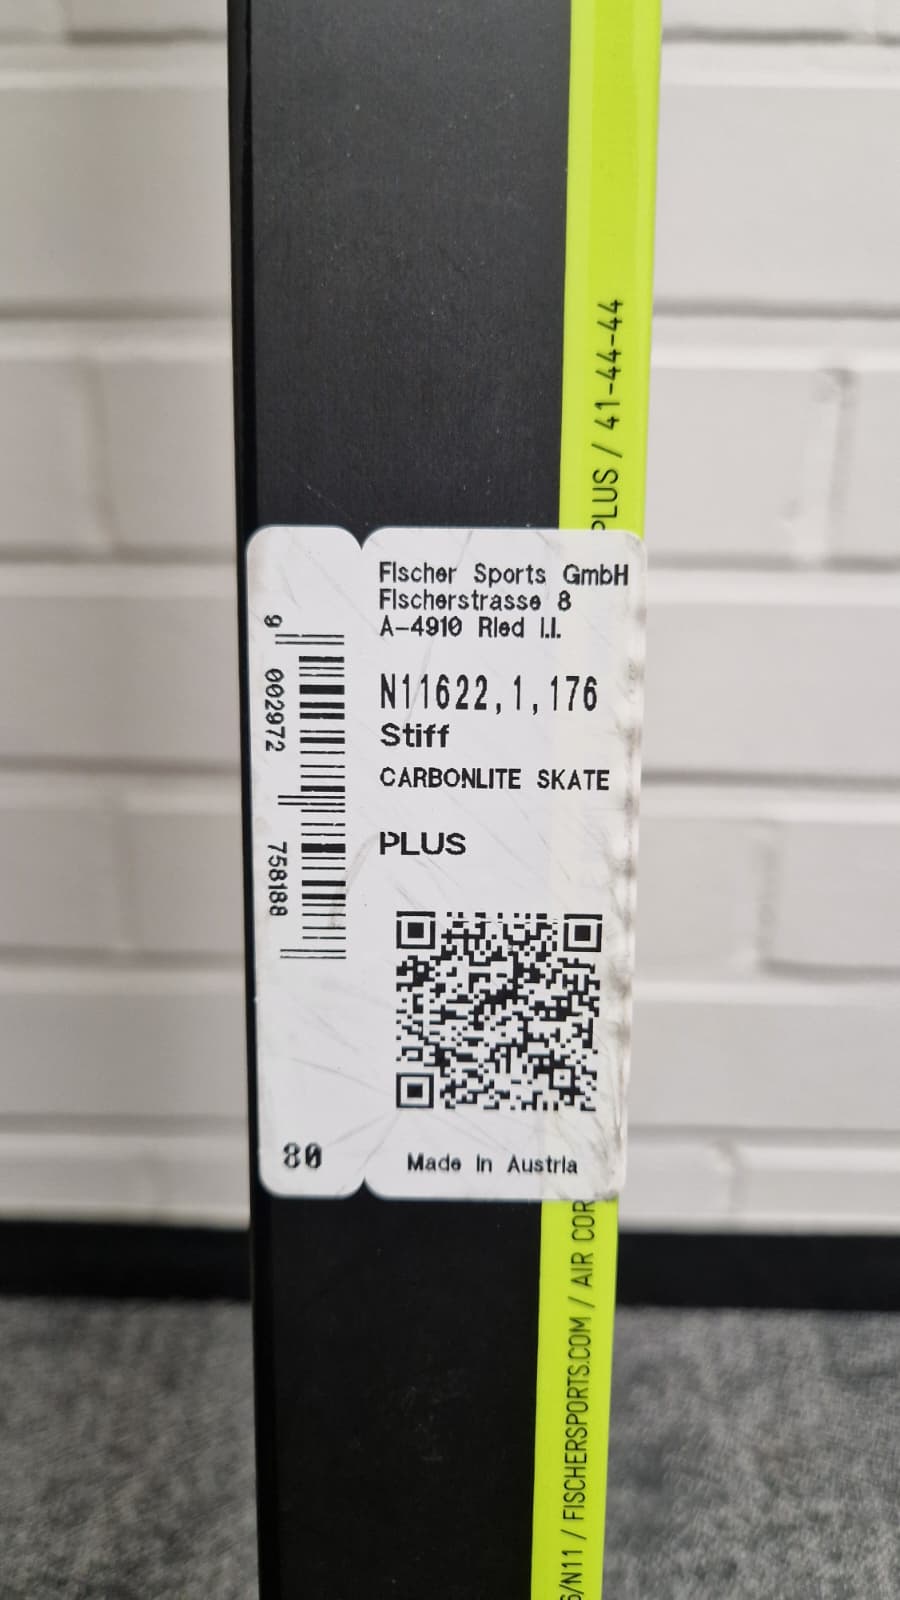 PLUS / 41-44-44
Fischer Sports GmbH
Fischerstrasse 8
A-4910 Ried i.I.
N11622,1,176
Stiff
CARBONLITE SKATE
PLUS
9 002972 758188
80
Made in Austria
/N11 / FISCHERSPORTS.COM / AIR COR